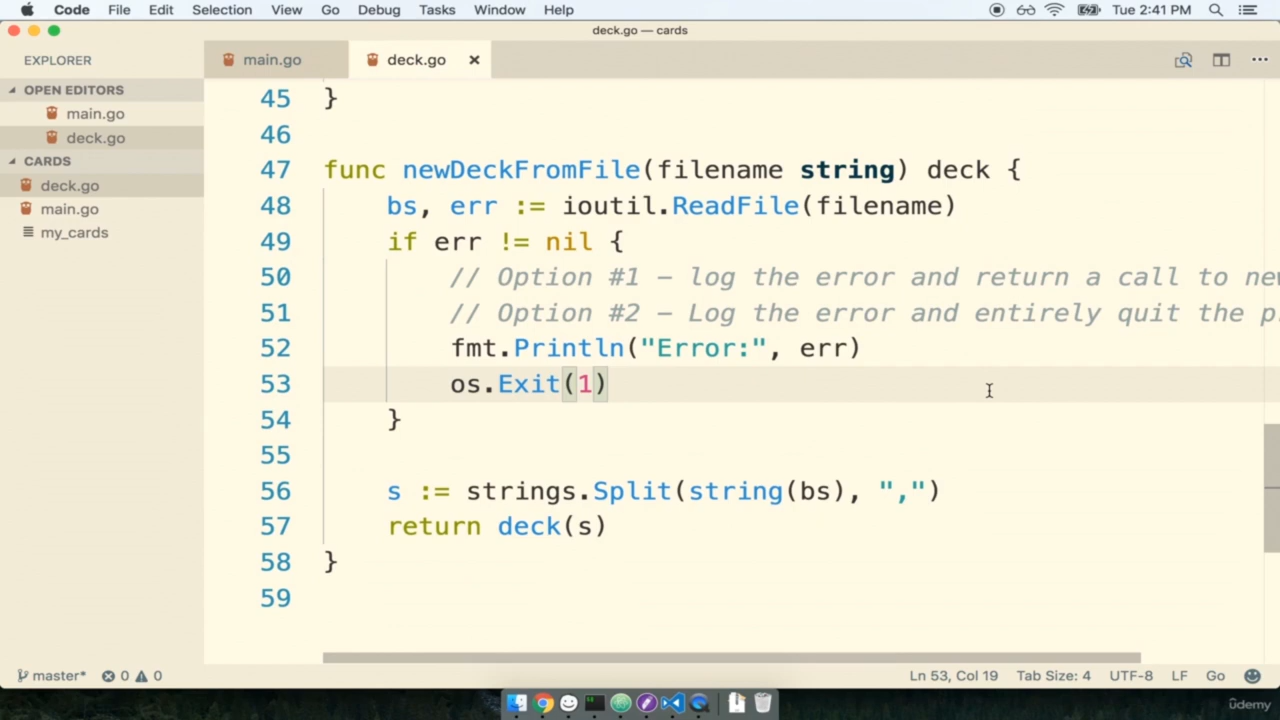 Code File Edit Selection View Go Debug Tasks Window Help Tue 2:41 PM
deck.go — cards
EXPLORER main.go deck.go
OPEN EDITORS
main.go
deck.go
CARDS
deck.go
main.go
my_cards
45 }
46
47 func newDeckFromFile(filename string) deck {
48 bs, err := ioutil.ReadFile(filename)
49 if err != nil {
50 // Option #1 – log the error and return a call to
51 // Option #2 – Log the error and entirely quit the
52 fmt.Println("Error:", err)
53 os.Exit(1)
54 }
55
56 s := strings.Split(string(bs), ",")
57 return deck(s)
58 }
59
master* 0 0 Ln 53, Col 19 Tab Size: 4 UTF-8 LF Go
udemy